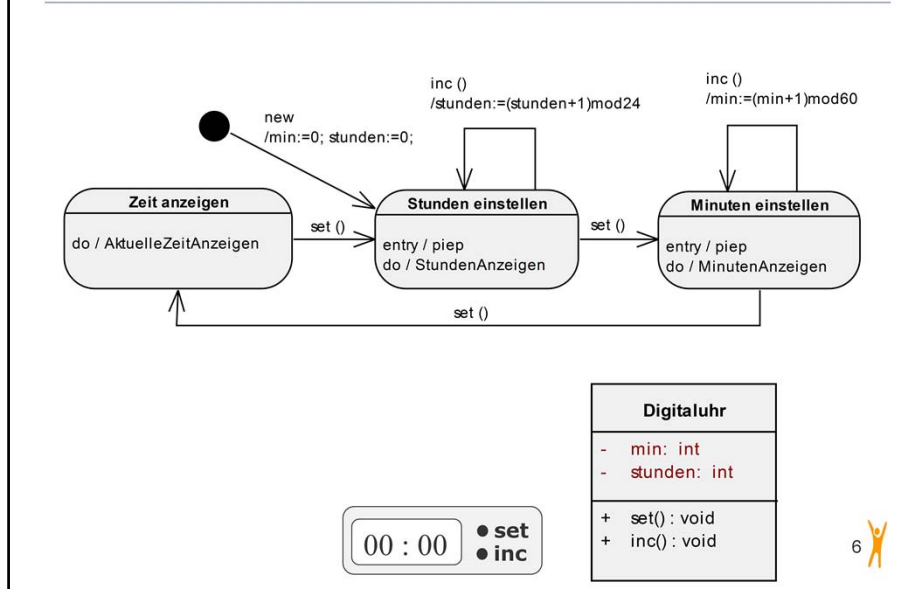 inc ()
/stunden:=(stunden+1)mod24
inc ()
/min:=(min+1)mod60
new
/min:=0; stunden:=0;
Zeit anzeigen
do / AktuelleZeitAnzeigen
set ()
Stunden einstellen
entry / piep
do / StundenAnzeigen
set ()
Minuten einstellen
entry / piep
do / MinutenAnzeigen
set ()
Digitaluhr
- min: int
- stunden: int
+ set() : void
+ inc() : void
00 : 00
● set
● inc
6